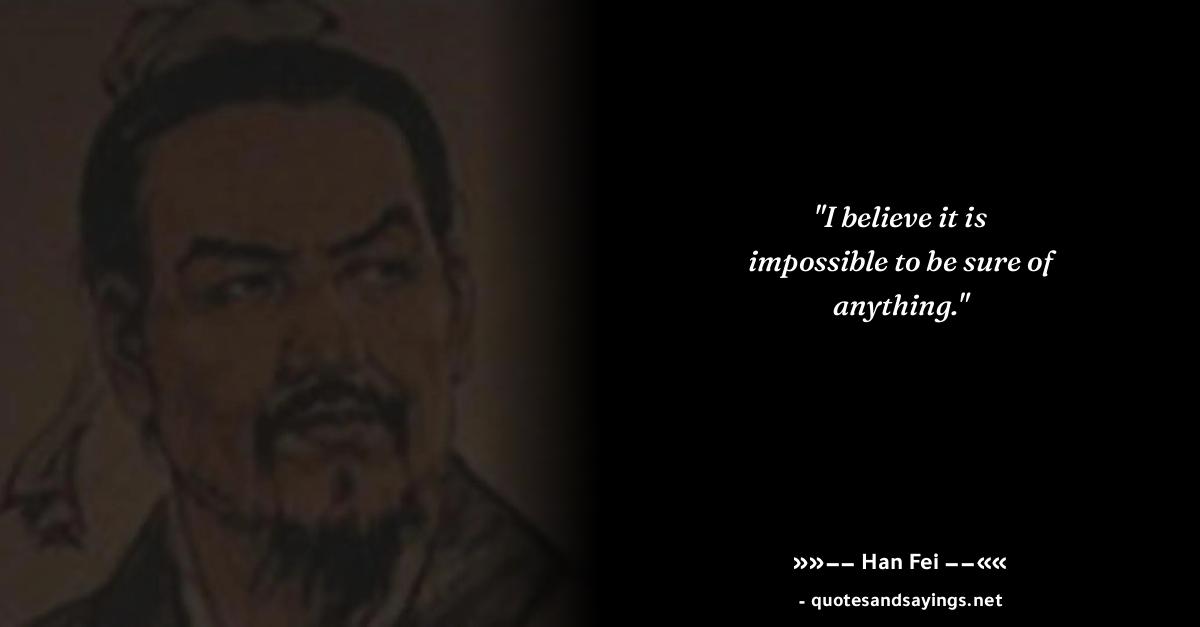 "I believe it is
impossible to be sure of
anything."
»»–– Han Fei ––««
- quotesandsayings.net